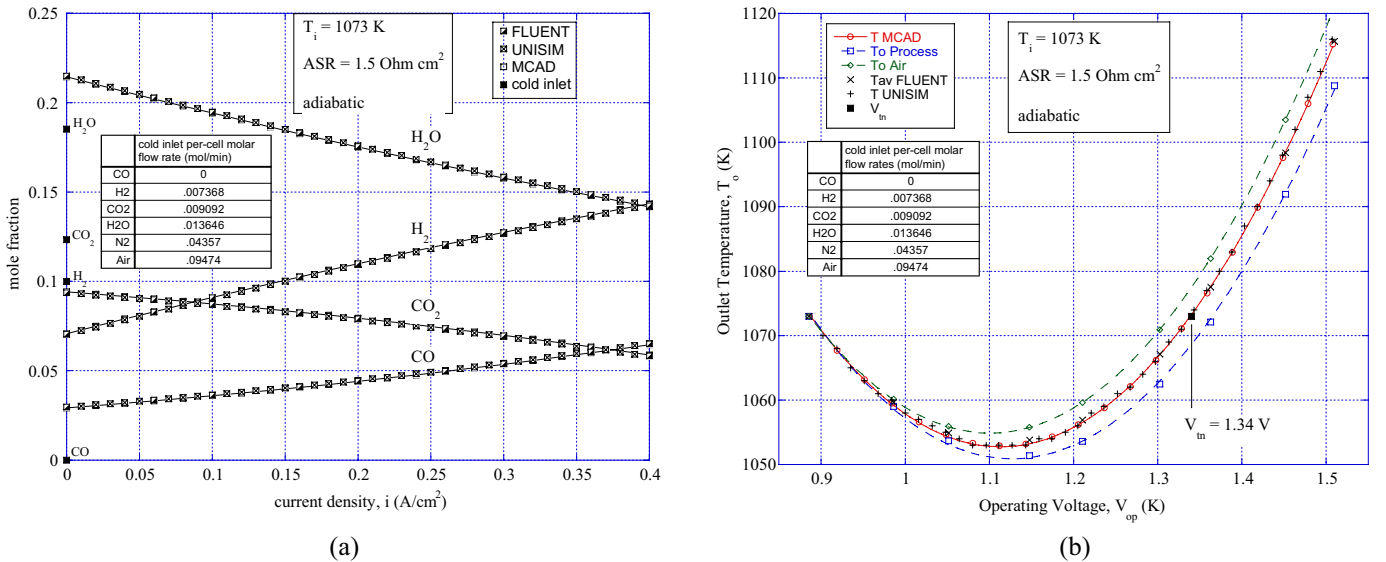 T_i = 1073 K
ASR = 1.5 Ohm cm^2
adiabatic
FLUENT
UNISIM
MCAD
cold inlet
0.25
0.2
0.15
0.1
0.05
0
mole fraction
H_2O
CO_2
H_2
CO
cold inlet per-cell molar
flow rate (mol/min)
CO 0
H2 .007368
CO2 .009092
H2O .013646
N2 .04357
Air .09474
H_2O
H_2
CO_2
CO
0 0.05 0.1 0.15 0.2 0.25 0.3 0.35 0.4
current density, i (A/cm^2)
(a)
T MCAD
To Process
To Air
Tav FLUENT
T UNISIM
V_tn
T_i = 1073 K
ASR = 1.5 Ohm cm^2
adiabatic
1120
1110
1100
1090
1080
1070
1060
1050
Outlet Temperature, T_o (K)
cold inlet per-cell molar
flow rates (mol/min)
CO 0
H2 .007368
CO2 .009092
H2O .013646
N2 .04357
Air .09474
V_tn = 1.34 V
0.9 1 1.1 1.2 1.3 1.4 1.5
Operating Voltage, V_op (K)
(b)